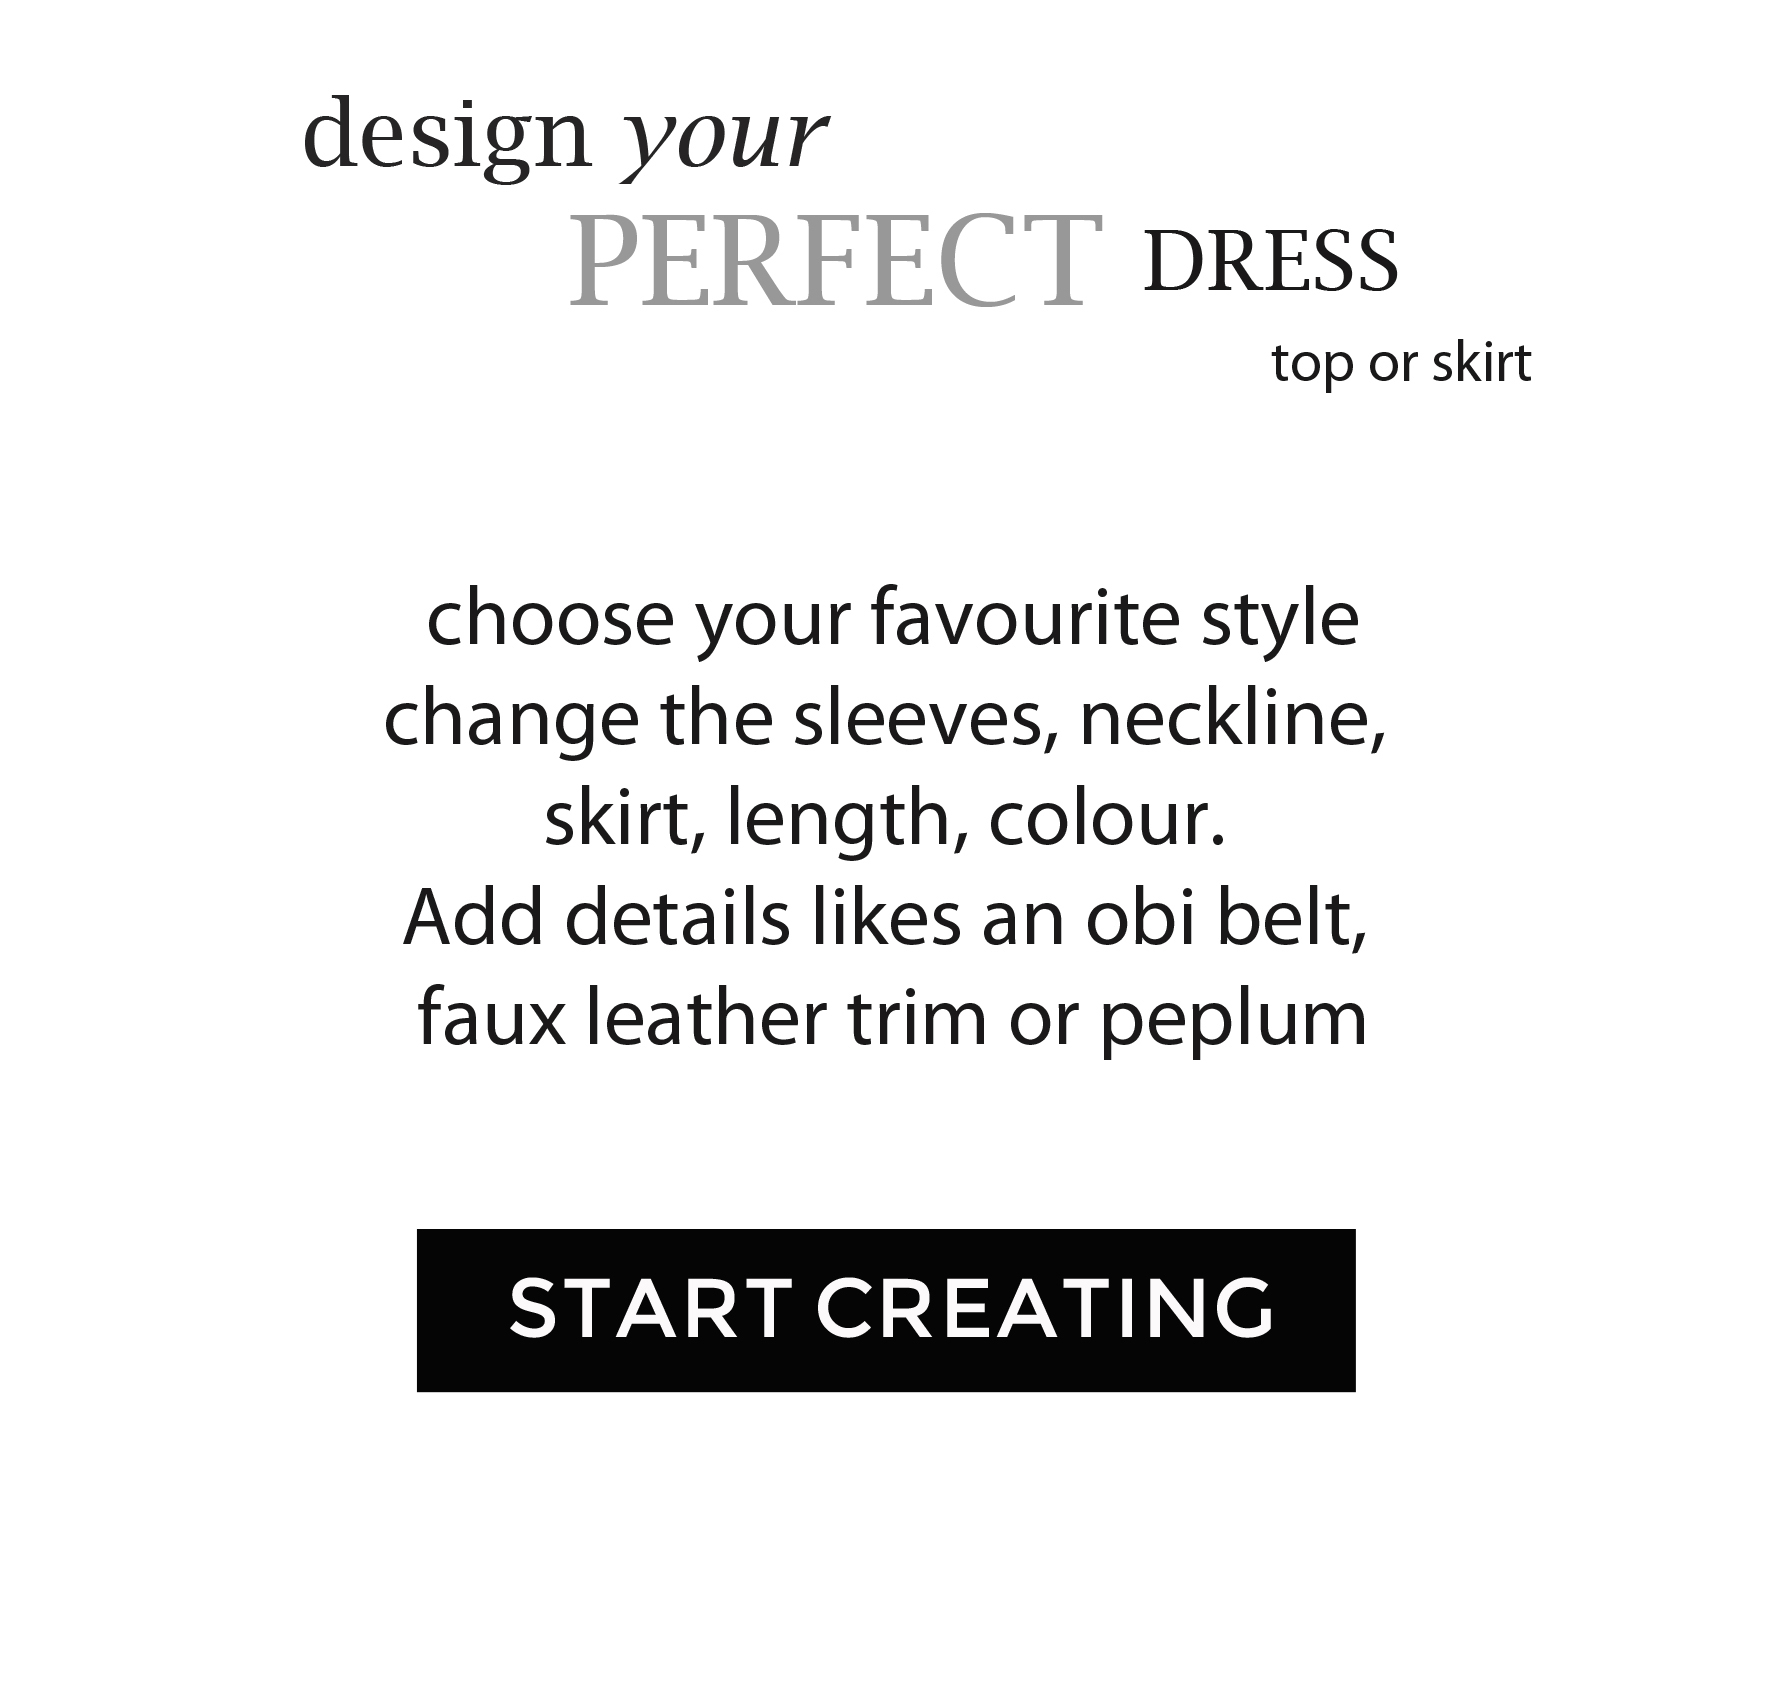 design your
PERFECT DRESS
top or skirt
choose your favourite style
change the sleeves, neckline,
skirt, length, colour.
Add details likes an obi belt,
faux leather trim or peplum
START CREATING